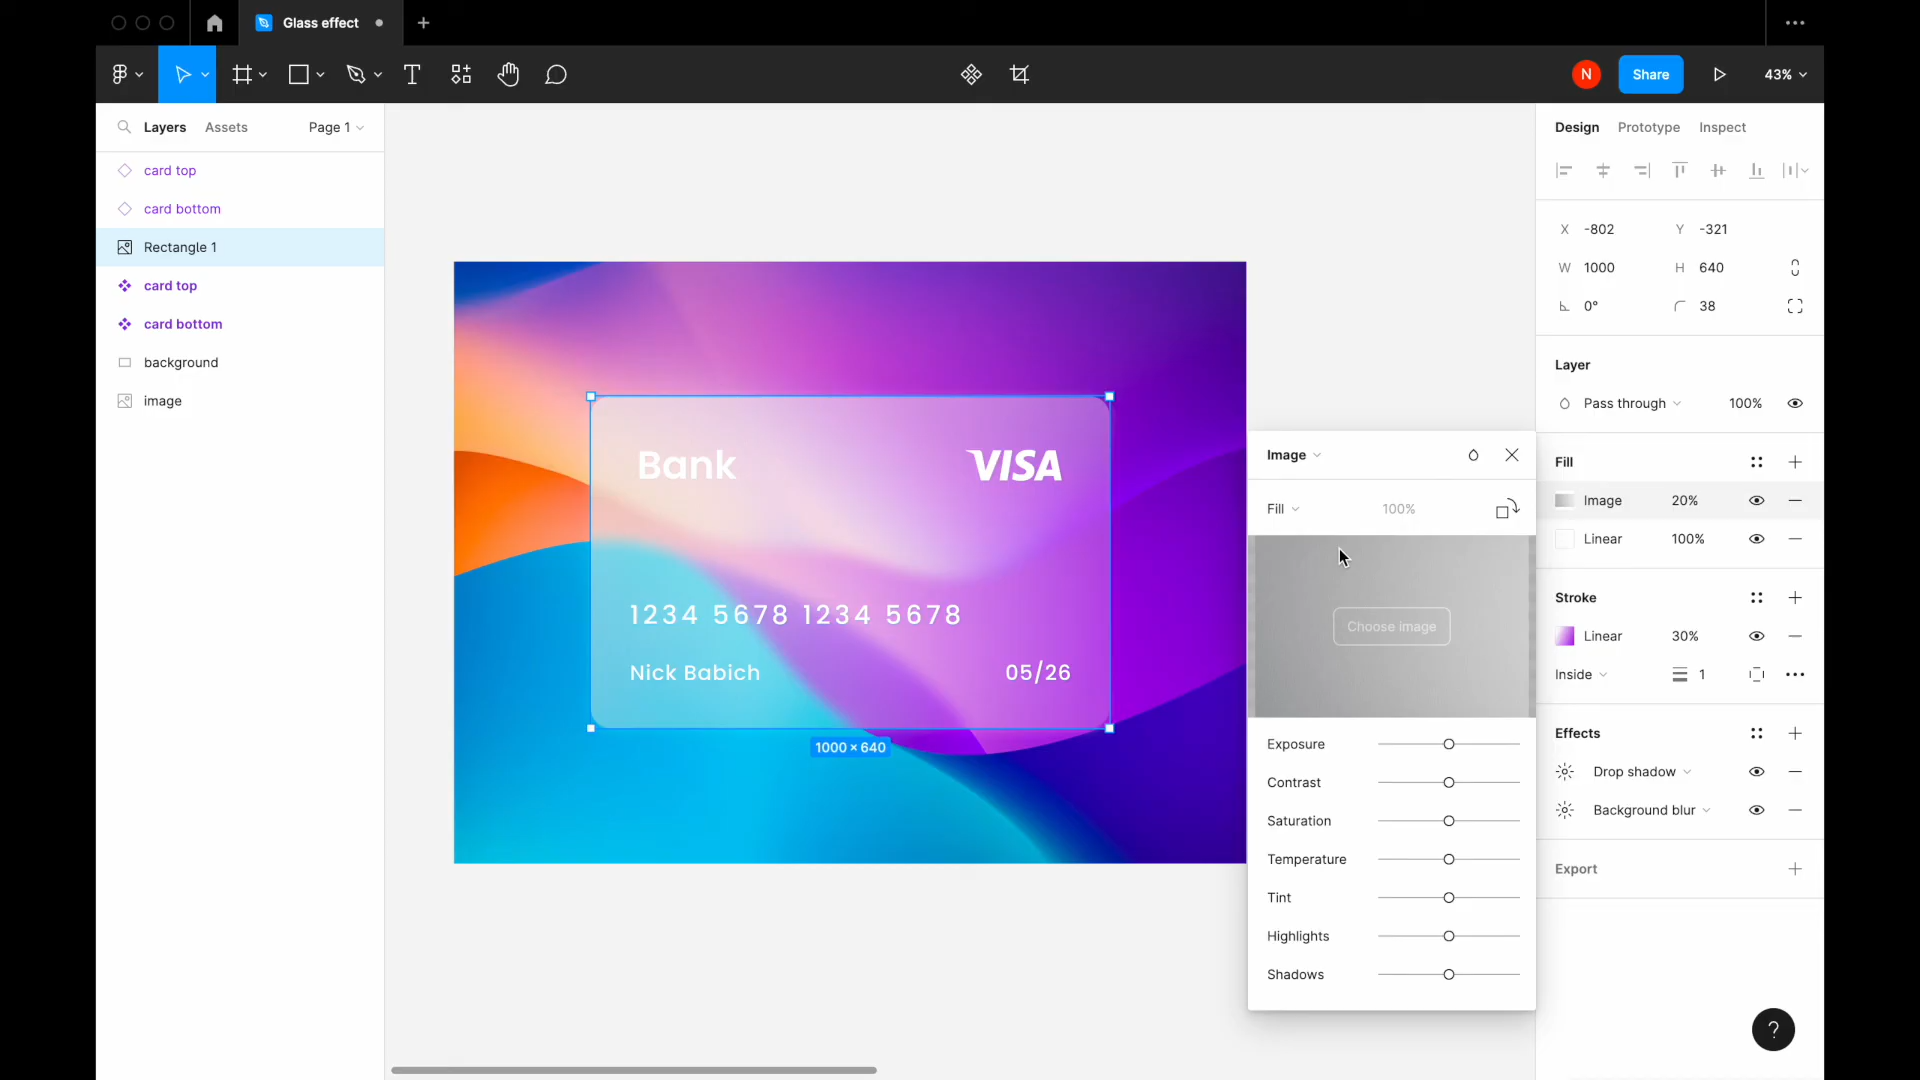 Glass effect
N
Share
43%
Layers
Assets
Page 1
card top
card bottom
Rectangle 1
card top
card bottom
background
image
Bank
VISA
1234 5678 1234 5678
Nick Babich
05/26
1000 × 640
Image
Fill
100%
Choose image
Exposure
Contrast
Saturation
Temperature
Tint
Highlights
Shadows
Design
Prototype
Inspect
X -802
Y -321
W 1000
H 640
0°
38
Layer
Pass through
100%
Fill
Image 20%
Linear 100%
Stroke
Linear 30%
Inside
1
Effects
Drop shadow
Background blur
Export
?